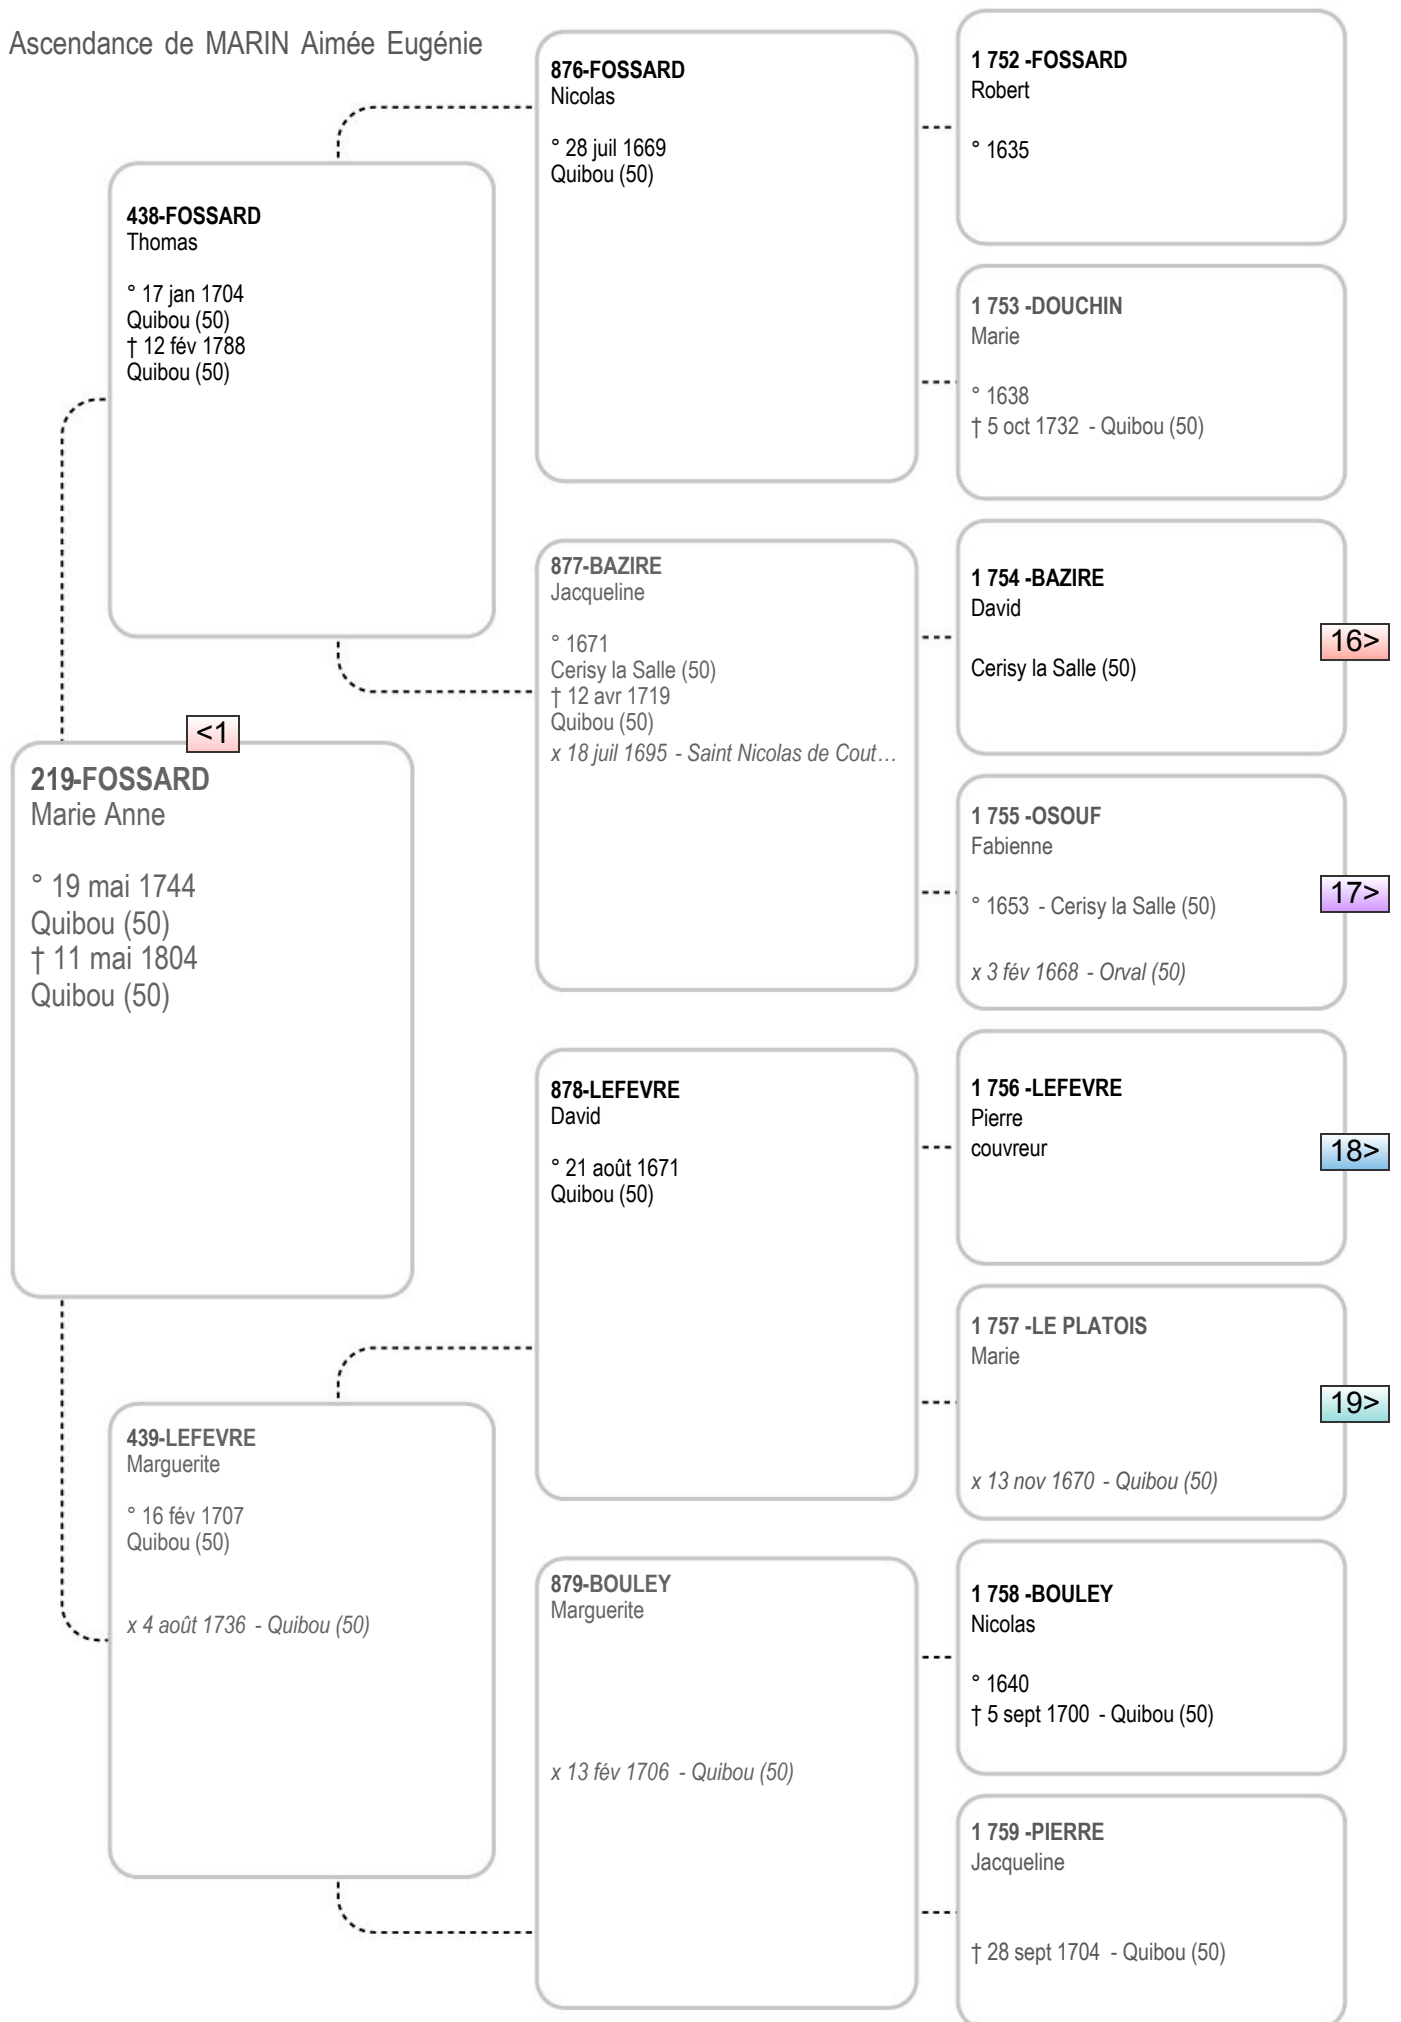 Ascendance de MARIN Aimée Eugénie
<1
219-FOSSARD
Marie Anne
° 19 mai 1744
Quibou (50)
† 11 mai 1804
Quibou (50)
438-FOSSARD
Thomas
° 17 jan 1704
Quibou (50)
† 12 fév 1788
Quibou (50)
439-LEFEVRE
Marguerite
° 16 fév 1707
Quibou (50)
x 4 août 1736 - Quibou (50)
876-FOSSARD
Nicolas
° 28 juil 1669
Quibou (50)
877-BAZIRE
Jacqueline
° 1671
Cerisy la Salle (50)
† 12 avr 1719
Quibou (50)
x 18 juil 1695 - Saint Nicolas de Cout…
878-LEFEVRE
David
° 21 août 1671
Quibou (50)
879-BOULEY
Marguerite
x 13 fév 1706 - Quibou (50)
1 752 -FOSSARD
Robert
° 1635
1 753 -DOUCHIN
Marie
° 1638
† 5 oct 1732 - Quibou (50)
1 754 -BAZIRE
David
Cerisy la Salle (50)
16>
1 755 -OSOUF
Fabienne
° 1653 - Cerisy la Salle (50)
x 3 fév 1668 - Orval (50)
17>
1 756 -LEFEVRE
Pierre
couvreur
18>
1 757 -LE PLATOIS
Marie
x 13 nov 1670 - Quibou (50)
19>
1 758 -BOULEY
Nicolas
° 1640
† 5 sept 1700 - Quibou (50)
1 759 -PIERRE
Jacqueline
† 28 sept 1704 - Quibou (50)